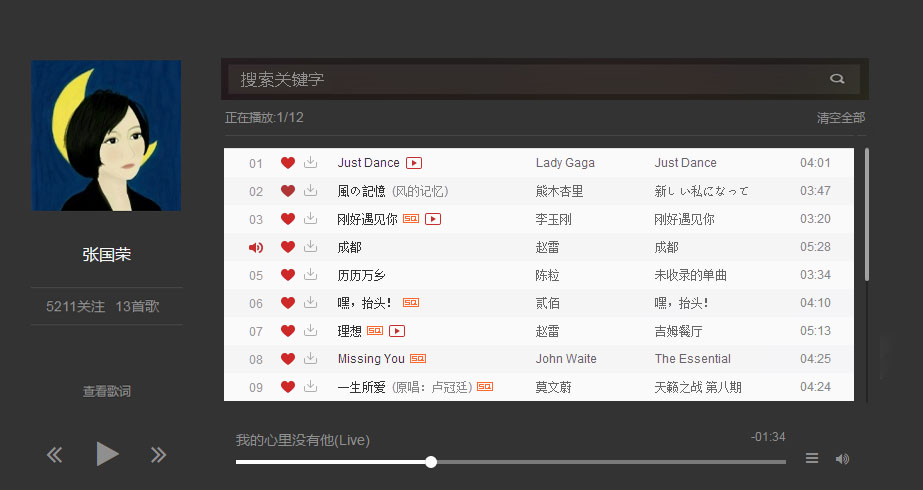 搜索关键字
正在播放:1/12 清空全部
01 Just Dance Lady Gaga Just Dance 04:01
02 風の記憶 (风的记忆) 熊木杏里 新しい私になって 03:47
03 刚好遇见你 SQ 李玉刚 刚好遇见你 03:20
成都 赵雷 成都 05:28
05 历历万乡 陈粒 未收录的单曲 03:34
06 嘿，抬头！ SQ 贰佰 嘿，抬头！ 04:10
07 理想 SQ 赵雷 吉姆餐厅 05:13
08 Missing You SQ John Waite The Essential 04:25
09 一生所爱 (原唱：卢冠廷) SQ 莫文蔚 天籁之战 第八期 04:24
张国荣
5211关注 13首歌
查看歌词
我的心里没有他(Live) -01:34